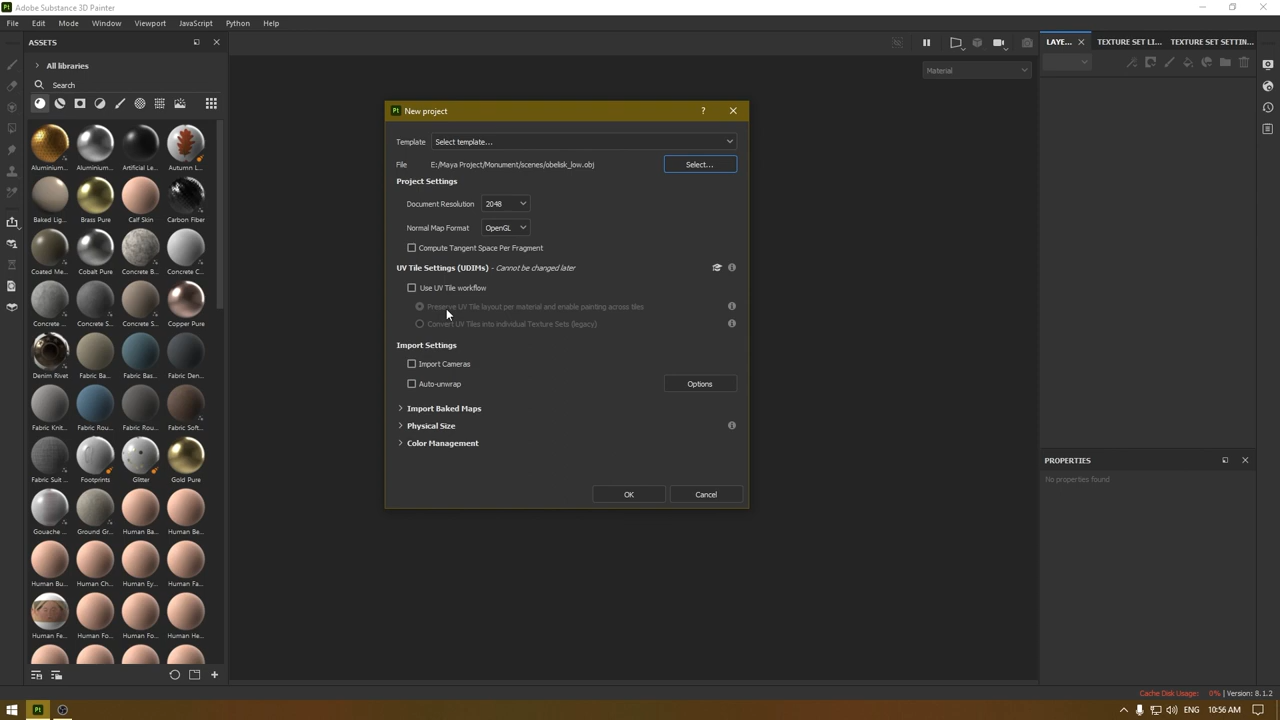 Adobe Substance 3D Painter
File Edit Mode Window Viewport JavaScript Python Help
ASSETS
LAYE...
TEXTURE SET LI...
TEXTURE SET SETTIN...
All libraries
Material
Search
New project
Template Select template...
File E:/Maya Project/Monument/scenes/obelisk_low.obj Select...
Project Settings
Document Resolution 2048
Normal Map Format OpenGL
Compute Tangent Space Per Fragment
UV Tile Settings (UDIMs) - Cannot be changed later
Use UV Tile workflow
Preserve UV Tile layout per material and enable painting across tiles
Convert UV Tiles into individual Texture Sets (legacy)
Import Settings
Import Cameras
Auto-unwrap Options
Import Baked Maps
Physical Size
Color Management
OK Cancel
Aluminium... Aluminium... Artificial Le... Autumn L...
Baked Lig... Brass Pure Calf Skin Carbon Fiber
Coated Me... Cobalt Pure Concrete B... Concrete C...
Concrete ... Concrete S... Concrete S... Copper Pure
Denim Rivet Fabric Bas... Fabric Bas... Fabric Den...
Fabric Knit... Fabric Rou... Fabric Rou... Fabric Soft...
Fabric Suit ... Footprints Glitter Gold Pure
Gouache ... Ground Gr... Human Ba... Human Be...
Human Bu... Human Ch... Human Ey... Human Fa...
Human Fe... Human Fo... Human Fo... Human He...
PROPERTIES
No properties found
Cache Disk Usage: 0% | Version: 8.1.2
Pt
ENG 10:56 AM